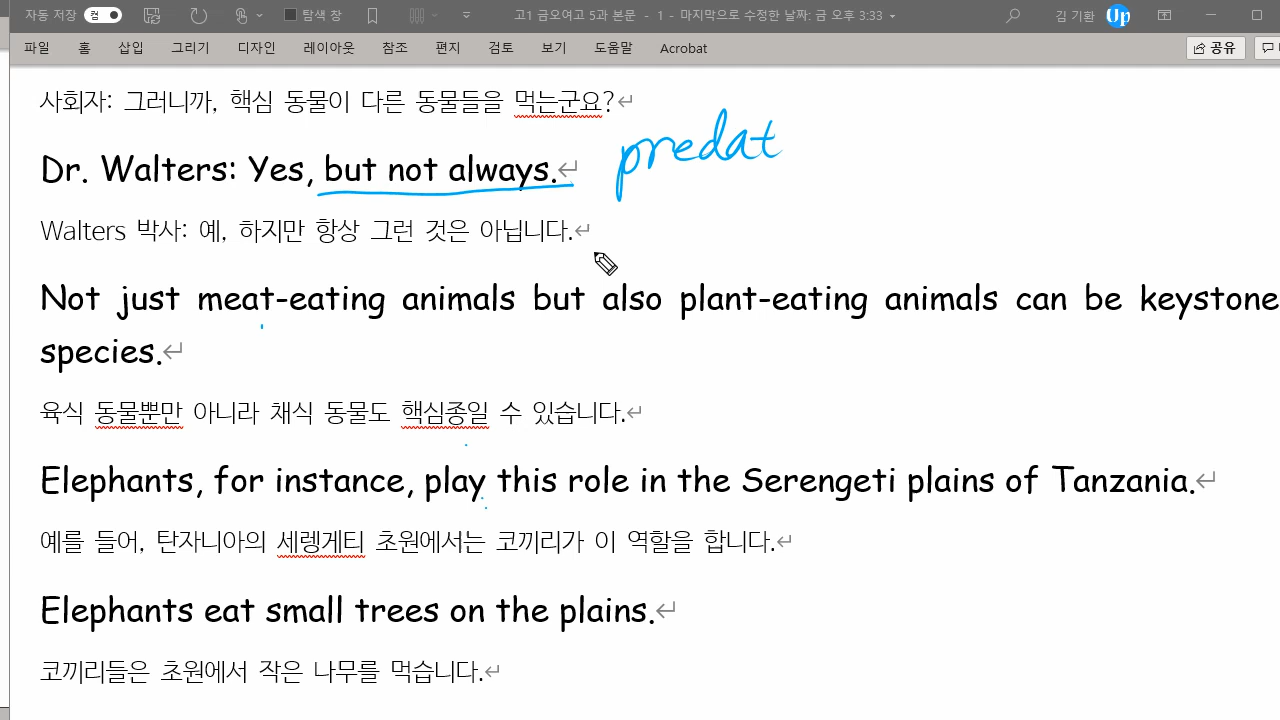 자동 저장 컴 탐색 창 고1 금오여고 5과 본문 - 1 - 마지막으로 수정한 날짜: 금 오후 3:33 김 기환 Up
파일 홈 삽입 그리기 디자인 레이아웃 참조 편지 검토 보기 도움말 Acrobat 공유
사회자: 그러니까, 핵심 동물이 다른 동물들을 먹는군요?
predat
Dr. Walters: Yes, but not always.
Walters 박사: 예, 하지만 항상 그런 것은 아닙니다.
Not just meat-eating animals but also plant-eating animals can be keystone
species.
육식 동물뿐만 아니라 채식 동물도 핵심종일 수 있습니다.
Elephants, for instance, play this role in the Serengeti plains of Tanzania.
예를 들어, 탄자니아의 세렝게티 초원에서는 코끼리가 이 역할을 합니다.
Elephants eat small trees on the plains.
코끼리들은 초원에서 작은 나무를 먹습니다.